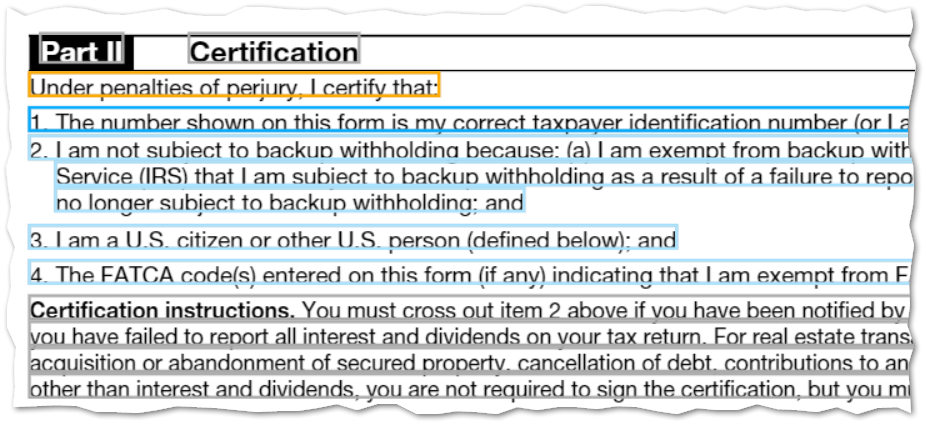 Part II Certification
Under penalties of perjury, I certify that:
1. The number shown on this form is my correct taxpayer identification number (or I a
2. I am not subject to backup withholding because: (a) I am exempt from backup with
Service (IRS) that I am subject to backup withholding as a result of a failure to repo
no longer subject to backup withholding; and
3. I am a U.S. citizen or other U.S. person (defined below); and
4. The FATCA code(s) entered on this form (if any) indicating that I am exempt from F
Certification instructions. You must cross out item 2 above if you have been notified by
you have failed to report all interest and dividends on your tax return. For real estate trans
acquisition or abandonment of secured property, cancellation of debt, contributions to an
other than interest and dividends, you are not required to sign the certification, but you mu